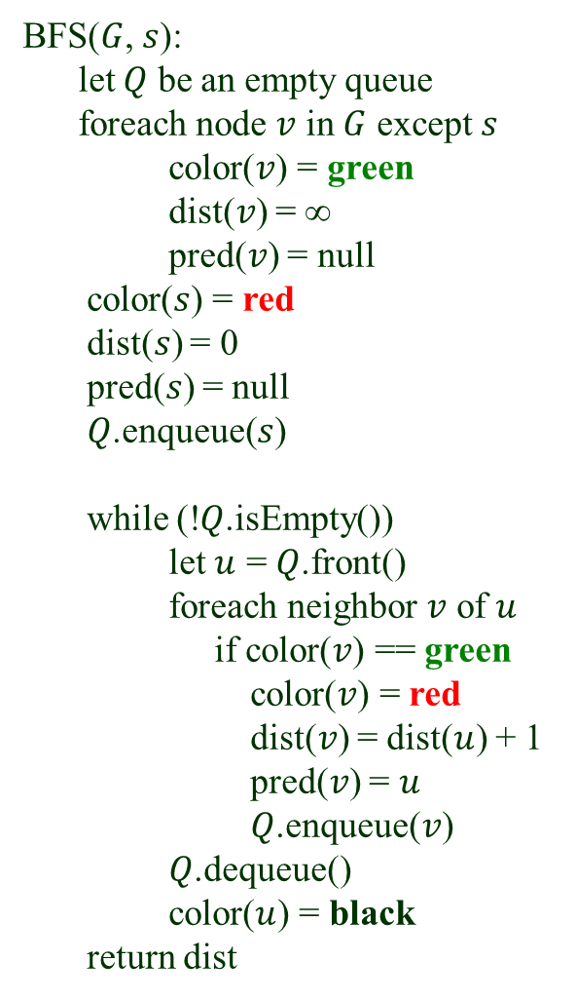 BFS(G, s):
let Q be an empty queue
foreach node v in G except s
color(v) = green
dist(v) = ∞
pred(v) = null
color(s) = red
dist(s) = 0
pred(s) = null
Q.enqueue(s)
while (!Q.isEmpty())
let u = Q.front()
foreach neighbor v of u
if color(v) == green
color(v) = red
dist(v) = dist(u) + 1
pred(v) = u
Q.enqueue(v)
Q.dequeue()
color(u) = black
return dist